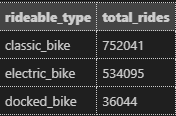 rideable_type total_rides
classic_bike 752041
electric_bike 534095
docked_bike 36044